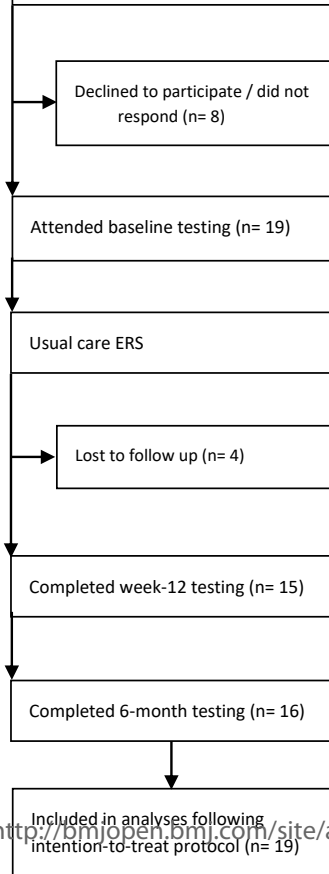 Declined to participate / did not
respond (n= 8)
Attended baseline testing (n= 19)
Usual care ERS
Lost to follow up (n= 4)
Completed week-12 testing (n= 15)
Completed 6-month testing (n= 16)
Included in analyses following
http://bmjopen.bmj.com/site/a
intention-to-treat protocol (n= 19)